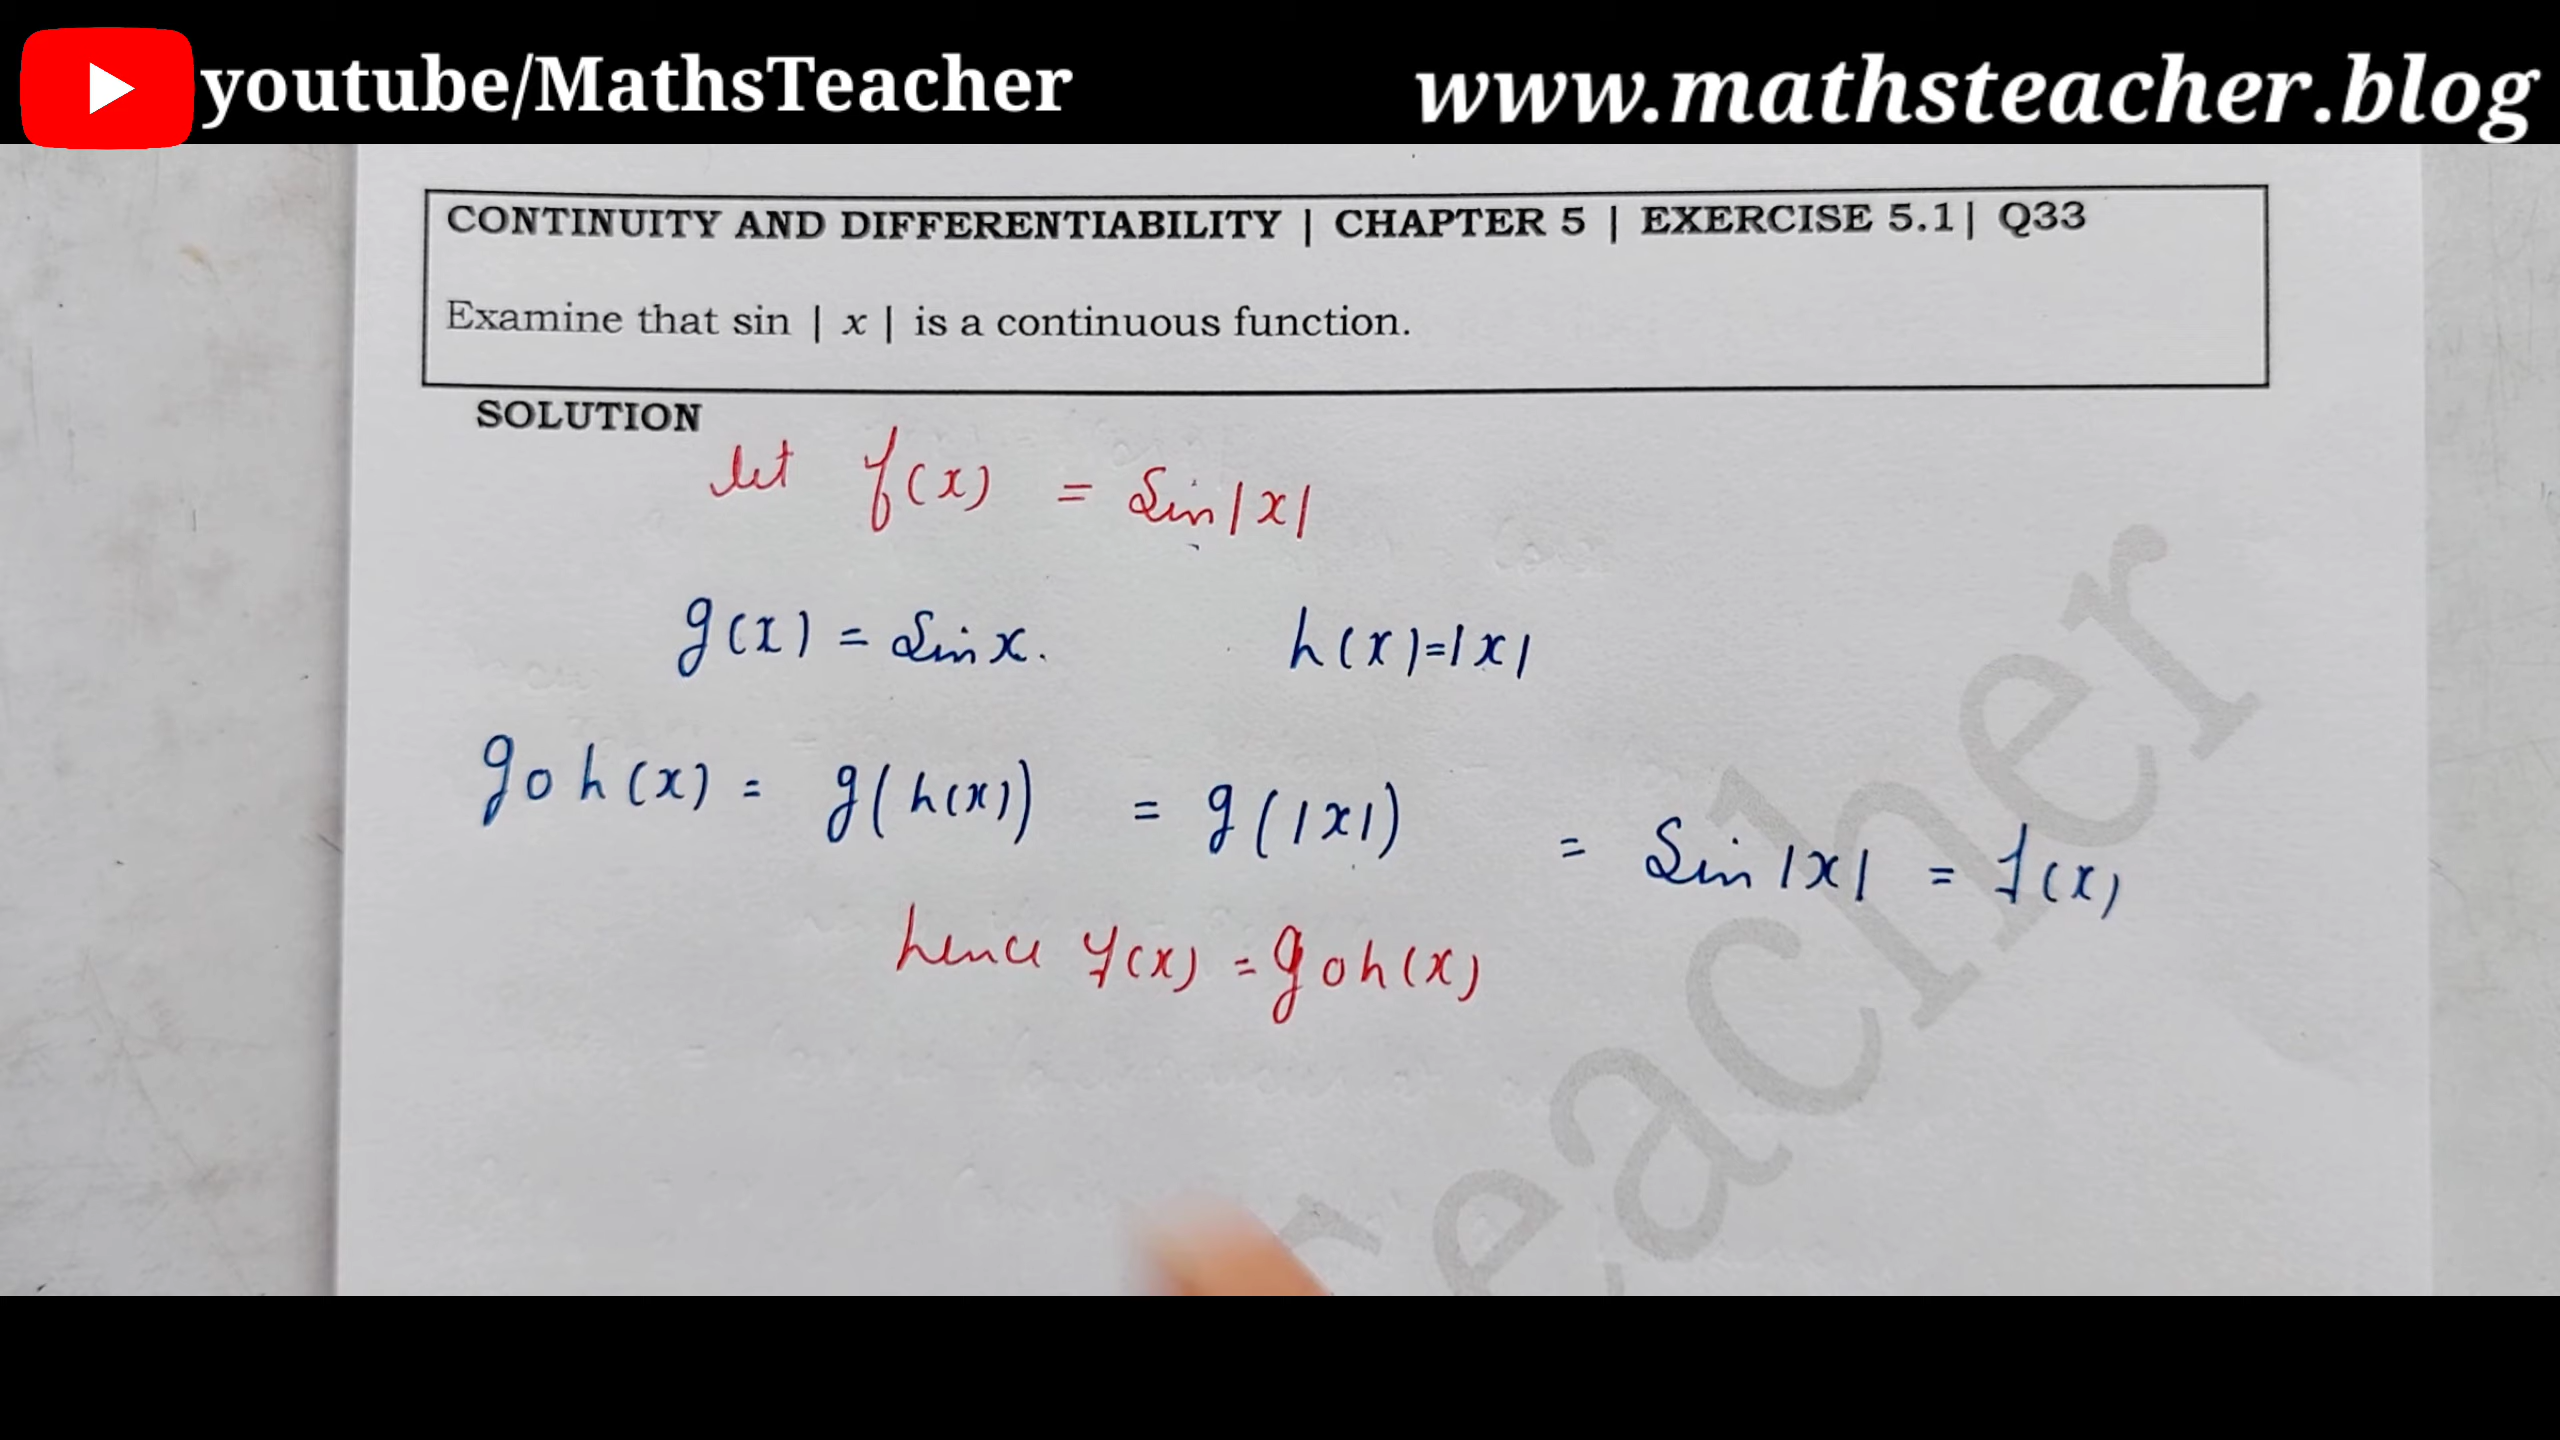 youtube/MathsTeacher
www.mathsteacher.blog
CONTINUITY AND DIFFERENTIABILITY | CHAPTER 5 | EXERCISE 5.1| Q33
Examine that sin | x | is a continuous function.
SOLUTION
let f(x) = Sin|x|
g(x) = Sin x. h(x)=|x|
goh(x) = g(h(x)) = g(|x|) = Sin |x| = f(x)
hence f(x) = goh(x)
eacher